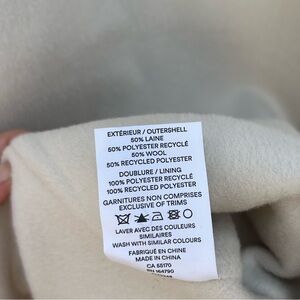 EXTÉRIEUR / OUTERSHELL
50% LAINE
50% POLYESTER RECYCLÉ
50% WOOL
50% RECYCLED POLYESTER
DOUBLURE / LINING
100% POLYESTER RECYCLÉ
100% RECYCLED POLYESTER
GARNITURES NON COMPRISES
EXCLUSIVE OF TRIMS
LAVER AVEC DES COULEURS
SIMILAIRES
WASH WITH SIMILAR COLOURS
FABRIQUÉ EN CHINE
MADE IN CHINA
CA 55170
RN 164790